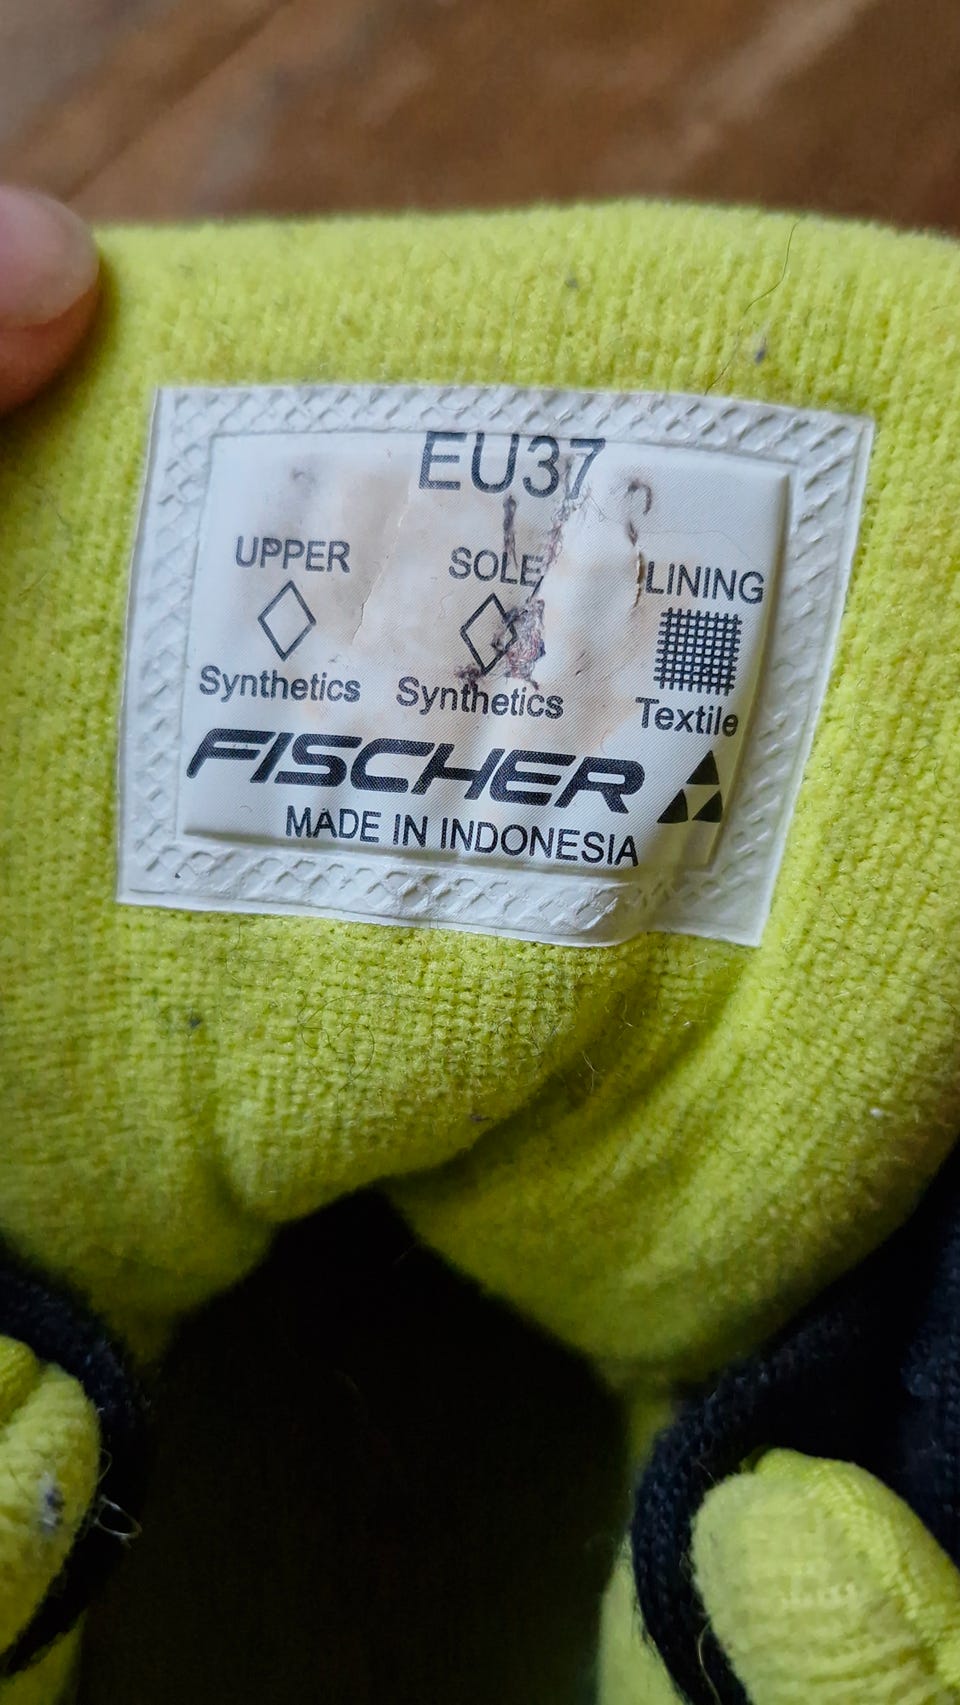 EU37
UPPER SOLE LINING
Synthetics Synthetics Textile
FISCHER
MADE IN INDONESIA